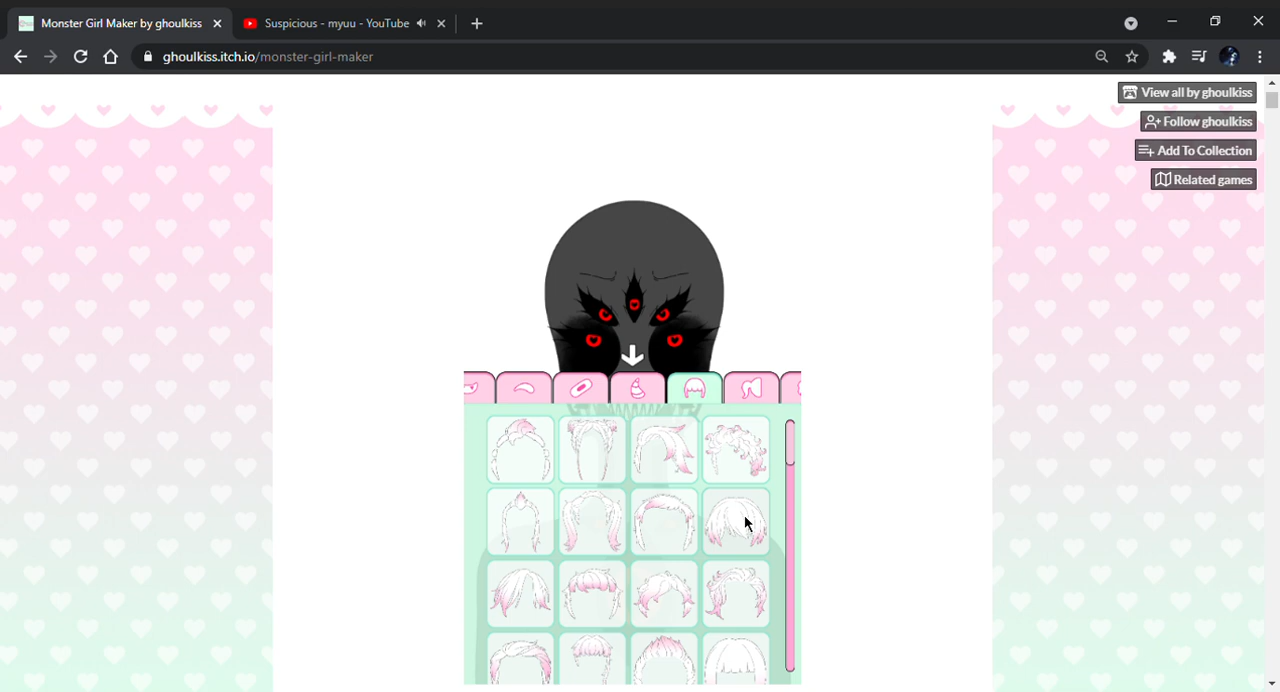 Monster Girl Maker by ghoulkiss
Suspicious - myuu - YouTube
ghoulkiss.itch.io/monster-girl-maker
View all by ghoulkiss
Follow ghoulkiss
Add To Collection
Related games